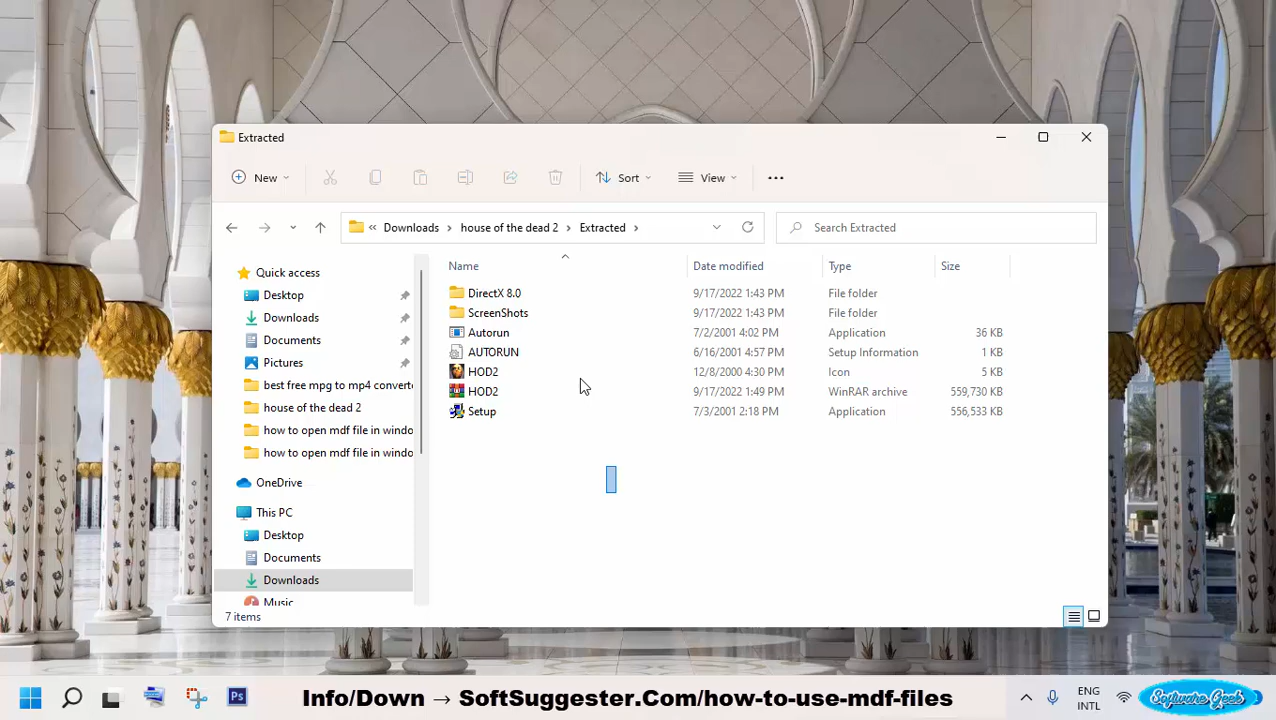 Extracted
New
Sort
View
Downloads
house of the dead 2
Extracted
Search Extracted
Name
Date modified
Type
Size
Quick access
Desktop
Downloads
Documents
Pictures
best free mpg to mp4 converte
house of the dead 2
how to open mdf file in windo
how to open mdf file in windo
OneDrive
This PC
Desktop
Documents
Downloads
Music
DirectX 8.0 9/17/2022 1:43 PM File folder
ScreenShots 9/17/2022 1:43 PM File folder
Autorun 7/2/2001 4:02 PM Application 36 KB
AUTORUN 6/16/2001 4:57 PM Setup Information 1 KB
HOD2 12/8/2000 4:30 PM Icon 5 KB
HOD2 9/17/2022 1:49 PM WinRAR archive 559,730 KB
Setup 7/3/2001 2:18 PM Application 556,533 KB
7 items
Ps
Info/Down → SoftSuggester.Com/how-to-use-mdf-files
ENG
INTL
Software Geek